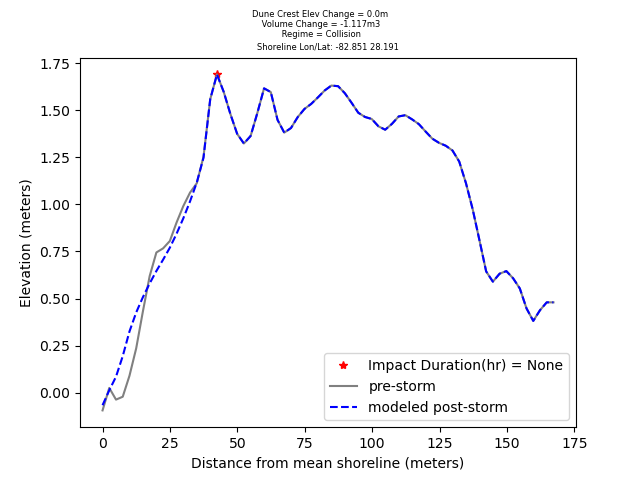 Dune Crest Elev Change = 0.0m
Volume Change = -1.117m3
Regime = Collision
Shoreline Lon/Lat: -82.851 28.191
1.75
1.50
1.25
1.00
0.75
0.50
0.25
0.00
Elevation (meters)
Impact Duration(hr) = None
pre-storm
modeled post-storm
0 25 50 75 100 125 150 175
Distance from mean shoreline (meters)